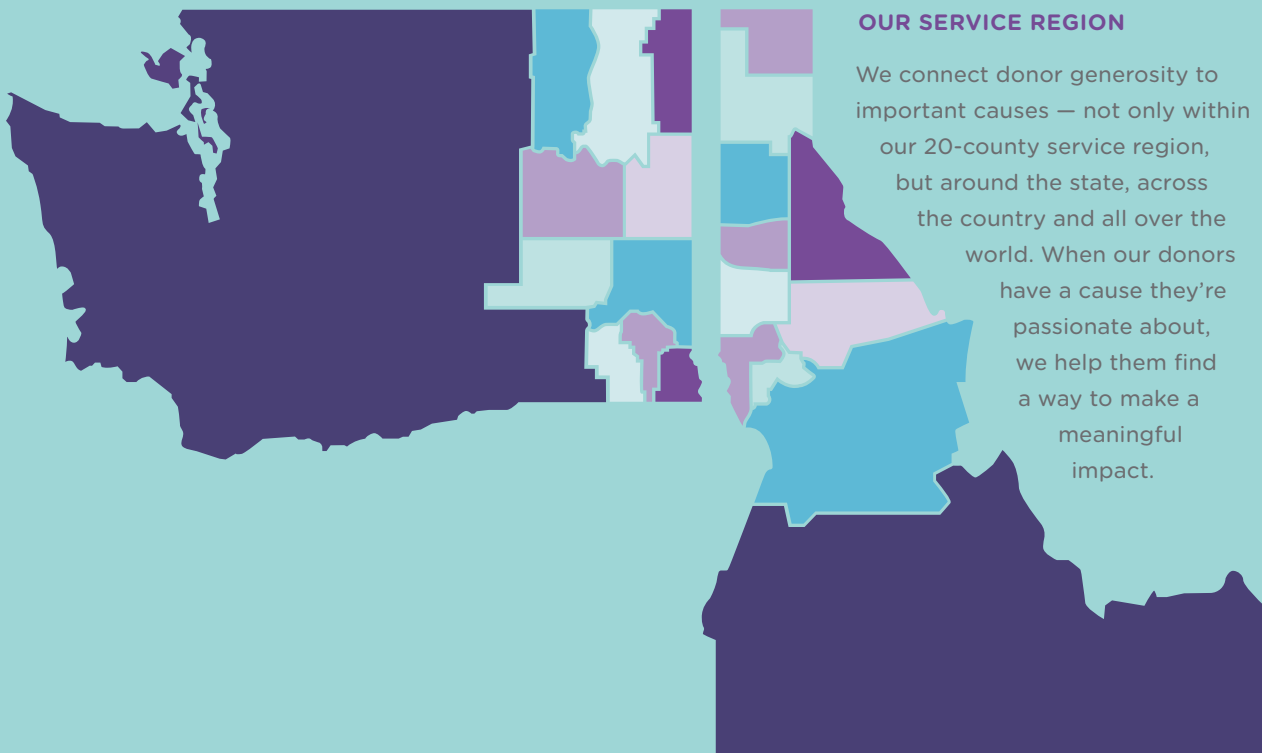 OUR SERVICE REGION
We connect donor generosity to
important causes — not only within
our 20-county service region,
but around the state, across
the country and all over the
world. When our donors
have a cause they’re
passionate about,
we help them find
a way to make a
meaningful
impact.